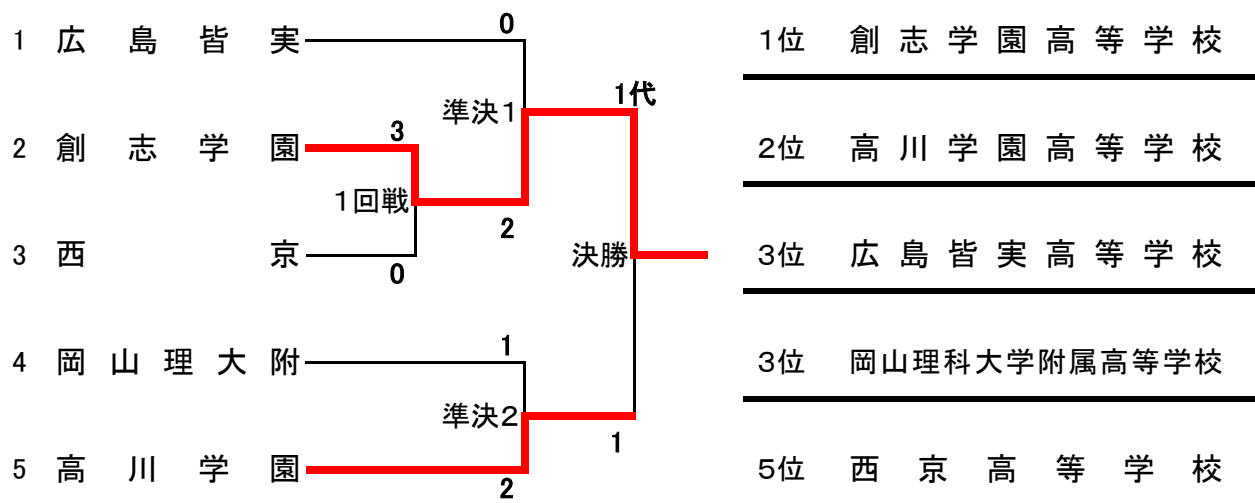 1 広島皆実
0
準決1
2 創志学園
3
1回戦
2
3 西京
0
1代
決勝
4 岡山理大附
1
準決2
1
5 高川学園
2
1位 創志学園高等学校
2位 高川学園高等学校
3位 広島皆実高等学校
3位 岡山理科大学附属高等学校
5位 西京高等学校